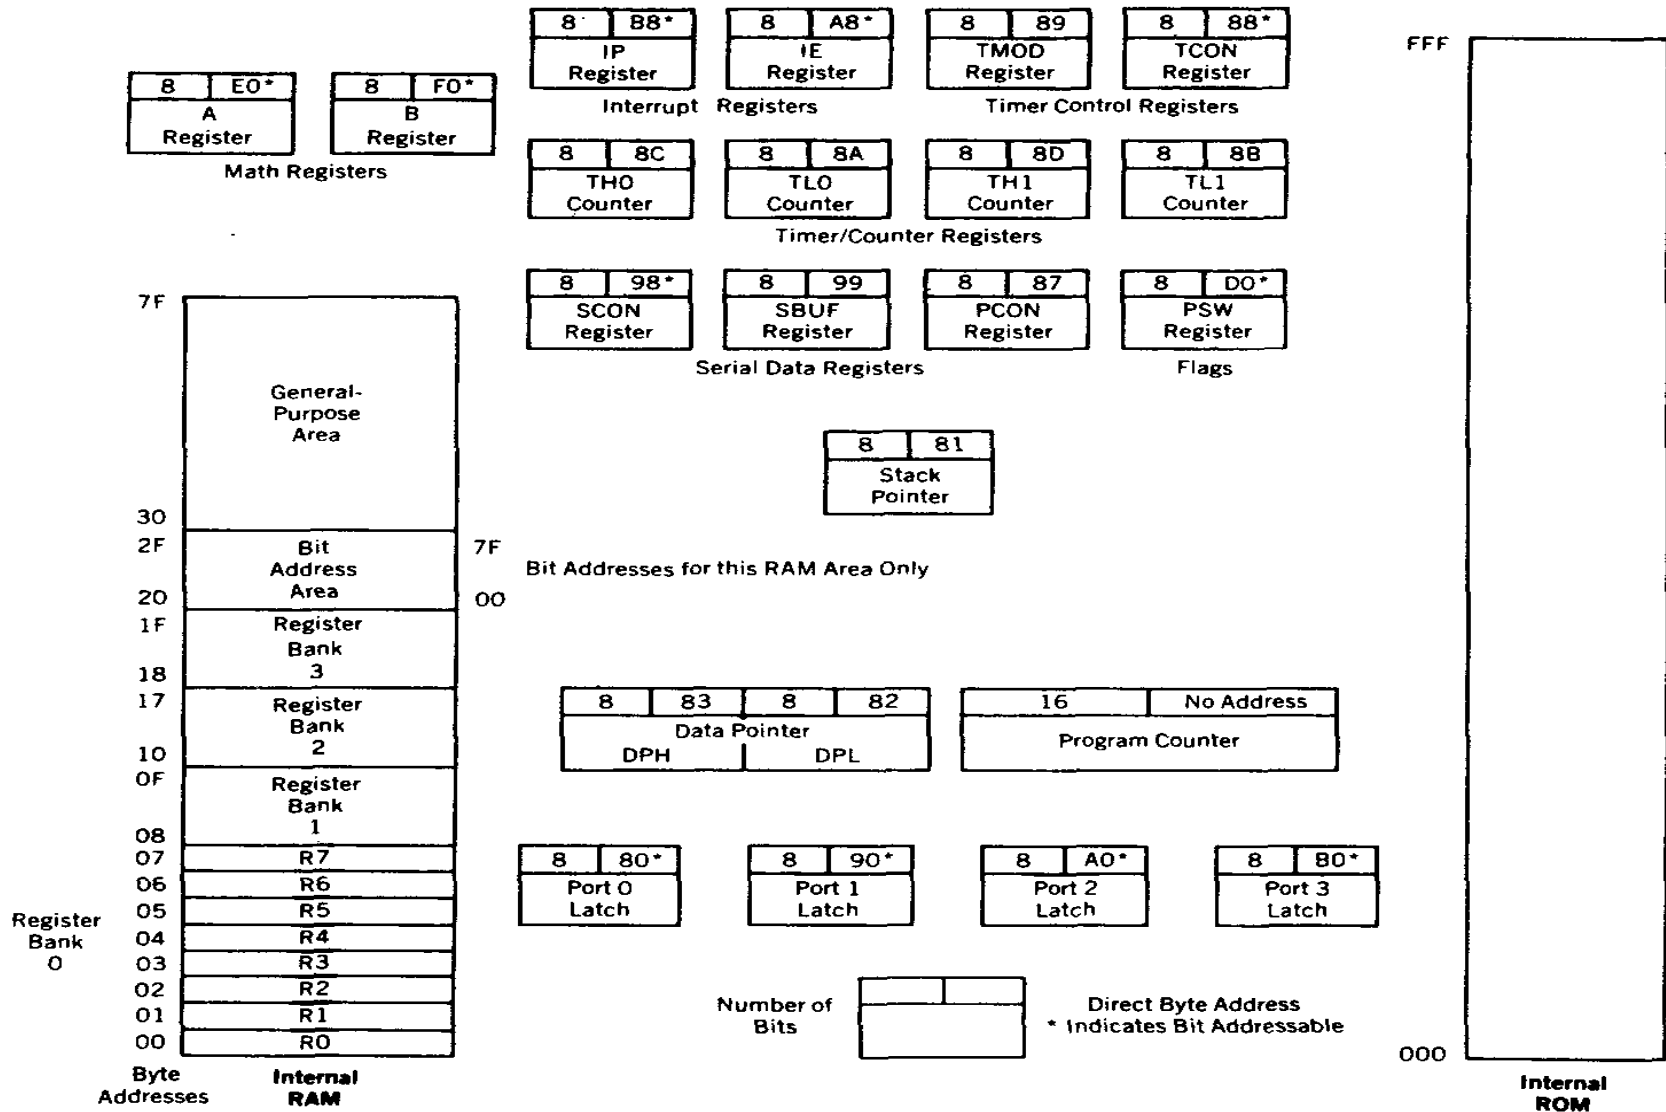 8 B8* 8 A8* 8 89 8 88*
IP Register IE Register TMOD Register TCON Register
Interrupt Registers Timer Control Registers
8 E0* 8 F0*
A Register B Register
Math Registers
8 8C 8 8A 8 8D 8 8B
TH0 Counter TL0 Counter TH1 Counter TL1 Counter
Timer/Counter Registers
8 98* 8 99 8 87 8 D0*
SCON Register SBUF Register PCON Register PSW Register
Serial Data Registers Flags
8 81
Stack
Pointer
7F
General-
Purpose
Area
30
2F Bit 7F
Address
Area
20 00
Bit Addresses for this RAM Area Only
1F Register
Bank
18 3
17 Register
Bank
10 2
0F Register
Bank
08 1
07 R7
06 R6
05 R5
04 R4
03 R3
02 R2
01 R1
00 R0
Register
Bank
0
Byte
Addresses
Internal
RAM
8 83 8 82
Data Pointer
DPH DPL
16 No Address
Program Counter
8 80* 8 90* 8 A0* 8 B0*
Port 0 Latch Port 1 Latch Port 2 Latch Port 3 Latch
Number of
Bits
Direct Byte Address
* Indicates Bit Addressable
FFF
000
Internal
ROM